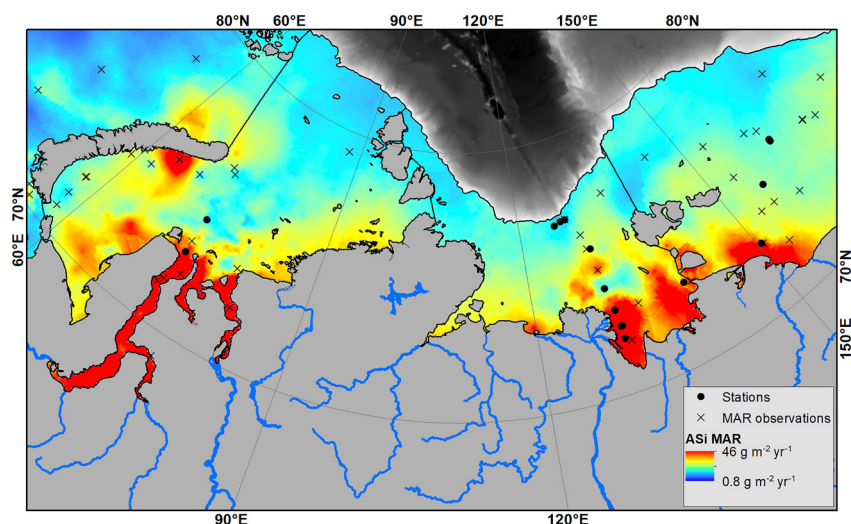 80°N 60°E 90°E 120°E 150°E 80°N
70°N
60°E
70°N
150°E
Stations
MAR observations
ASi MAR
46 g m⁻² yr⁻¹
0.8 g m⁻² yr⁻¹
90°E 120°E